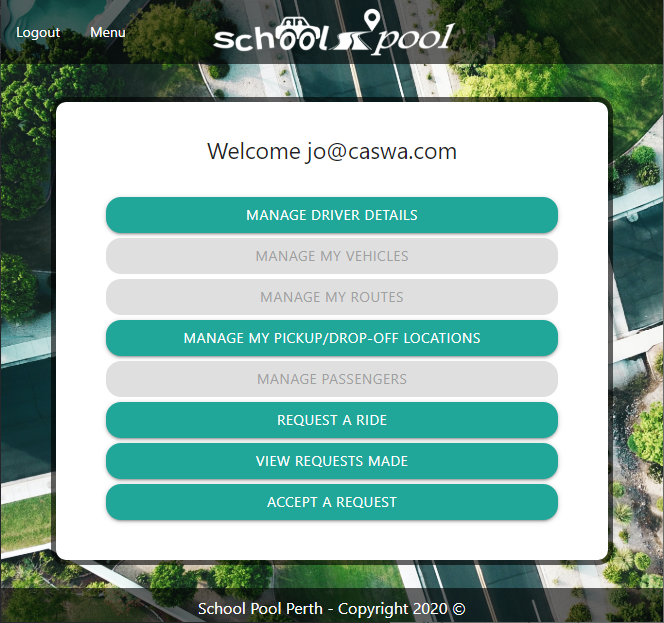 Logout Menu school pool
Welcome jo@caswa.com
MANAGE DRIVER DETAILS
MANAGE MY VEHICLES
MANAGE MY ROUTES
MANAGE MY PICKUP/DROP-OFF LOCATIONS
MANAGE PASSENGERS
REQUEST A RIDE
VIEW REQUESTS MADE
ACCEPT A REQUEST
School Pool Perth - Copyright 2020 ©